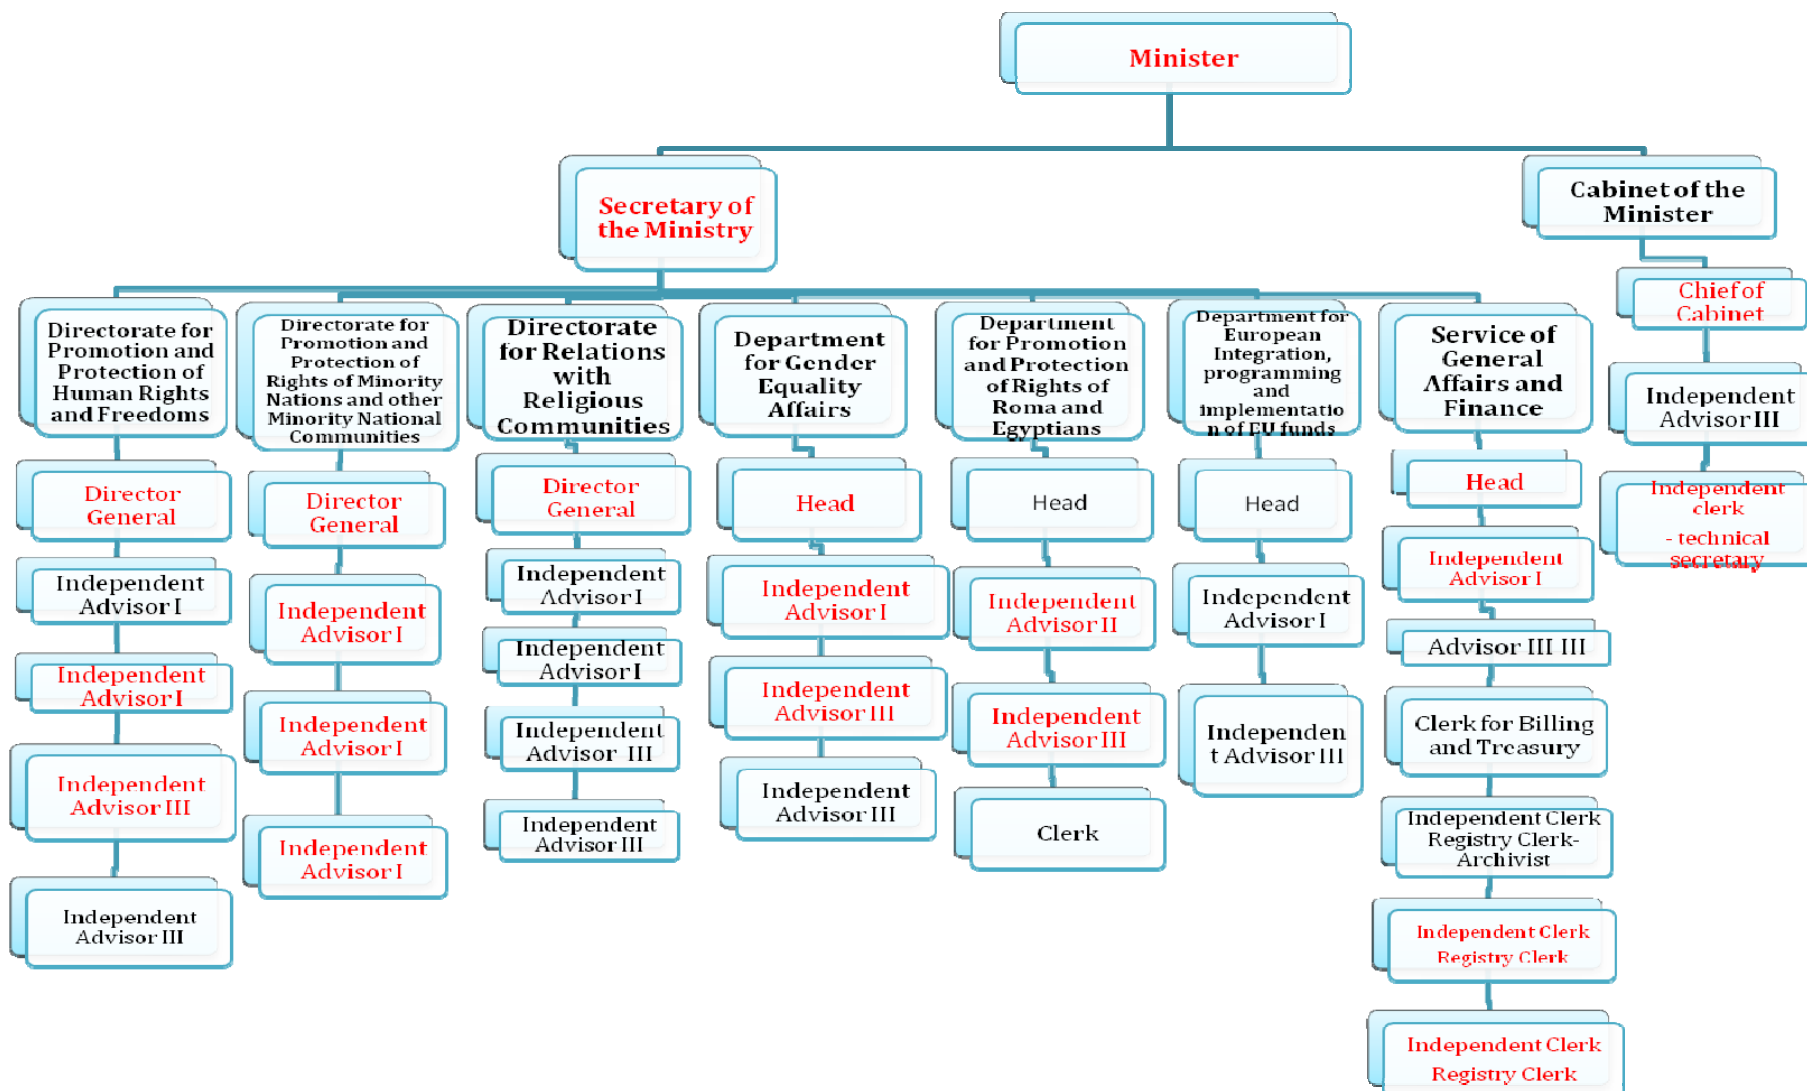 Minister
Secretary of
the Ministry
Cabinet of the
Minister
Chief of
Cabinet
Independent
Advisor III
Independent
clerk
- technical
secretary
Directorate for
Promotion and
Protection of
Human Rights
and Freedoms
Director
General
Independent
Advisor I
Independent
Advisor I
Independent
Advisor III
Independent
Advisor III
Directorate for
Promotion and
Protection of
Rights of Minority
Nations and other
Minority National
Communities
Director
General
Independent
Advisor I
Independent
Advisor I
Independent
Advisor I
Directorate
for Relations
with
Religious
Communities
Director
General
Independent
Advisor I
Independent
Advisor I
Independent
Advisor III
Independent
Advisor III
Department
for Gender
Equality
Affairs
Head
Independent
Advisor I
Independent
Advisor III
Independent
Advisor III
Department
for Promotion
and Protection
of Rights of
Roma and
Egyptians
Head
Independent
Advisor II
Independent
Advisor III
Clerk
Department for
European
Integration,
programming
and
implementatio
n of EU funds
Head
Independent
Advisor I
Independen
t Advisor III
Service of
General
Affairs and
Finance
Head
Independent
Advisor I
Advisor III III
Clerk for Billing
and Treasury
Independent Clerk
Registry Clerk-
Archivist
Independent Clerk
Registry Clerk
Independent Clerk
Registry Clerk